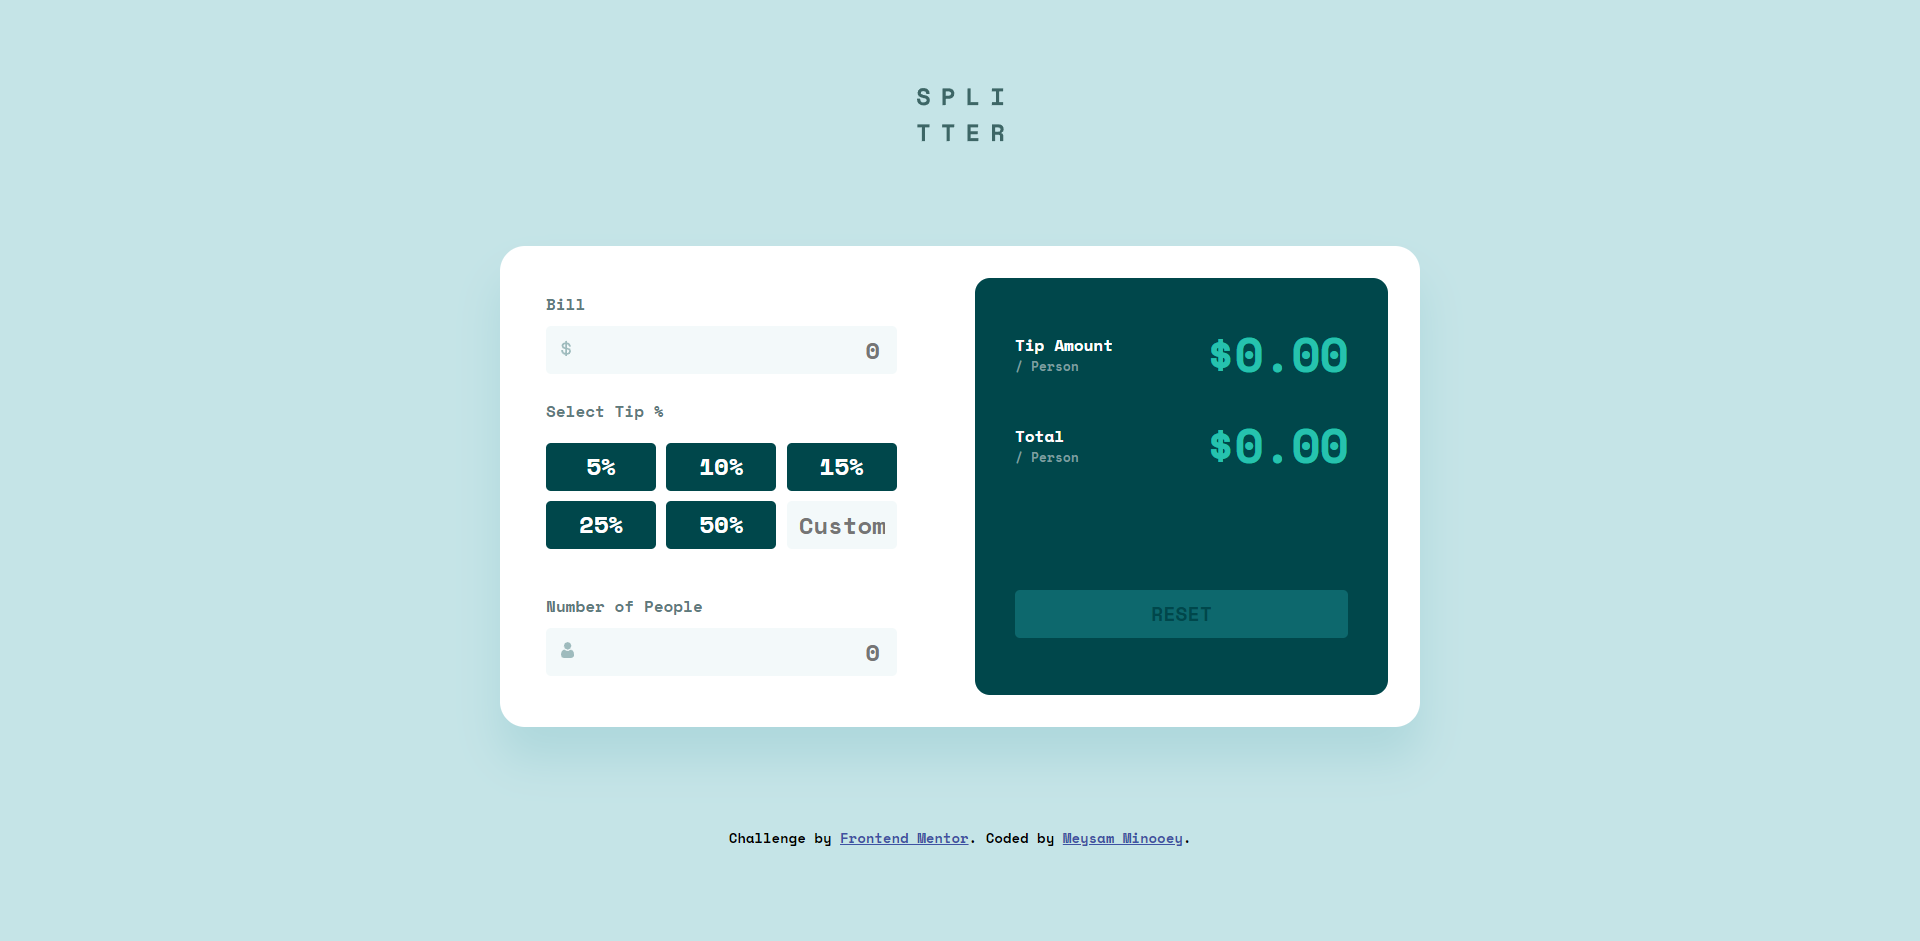 SPLI
TTER
Bill
$ 0
Select Tip %
5% 10% 15%
25% 50% Custom
Number of People
0
Tip Amount
/ Person
$0.00
Total
/ Person
$0.00
RESET
Challenge by Frontend Mentor. Coded by Meysam Minooey.